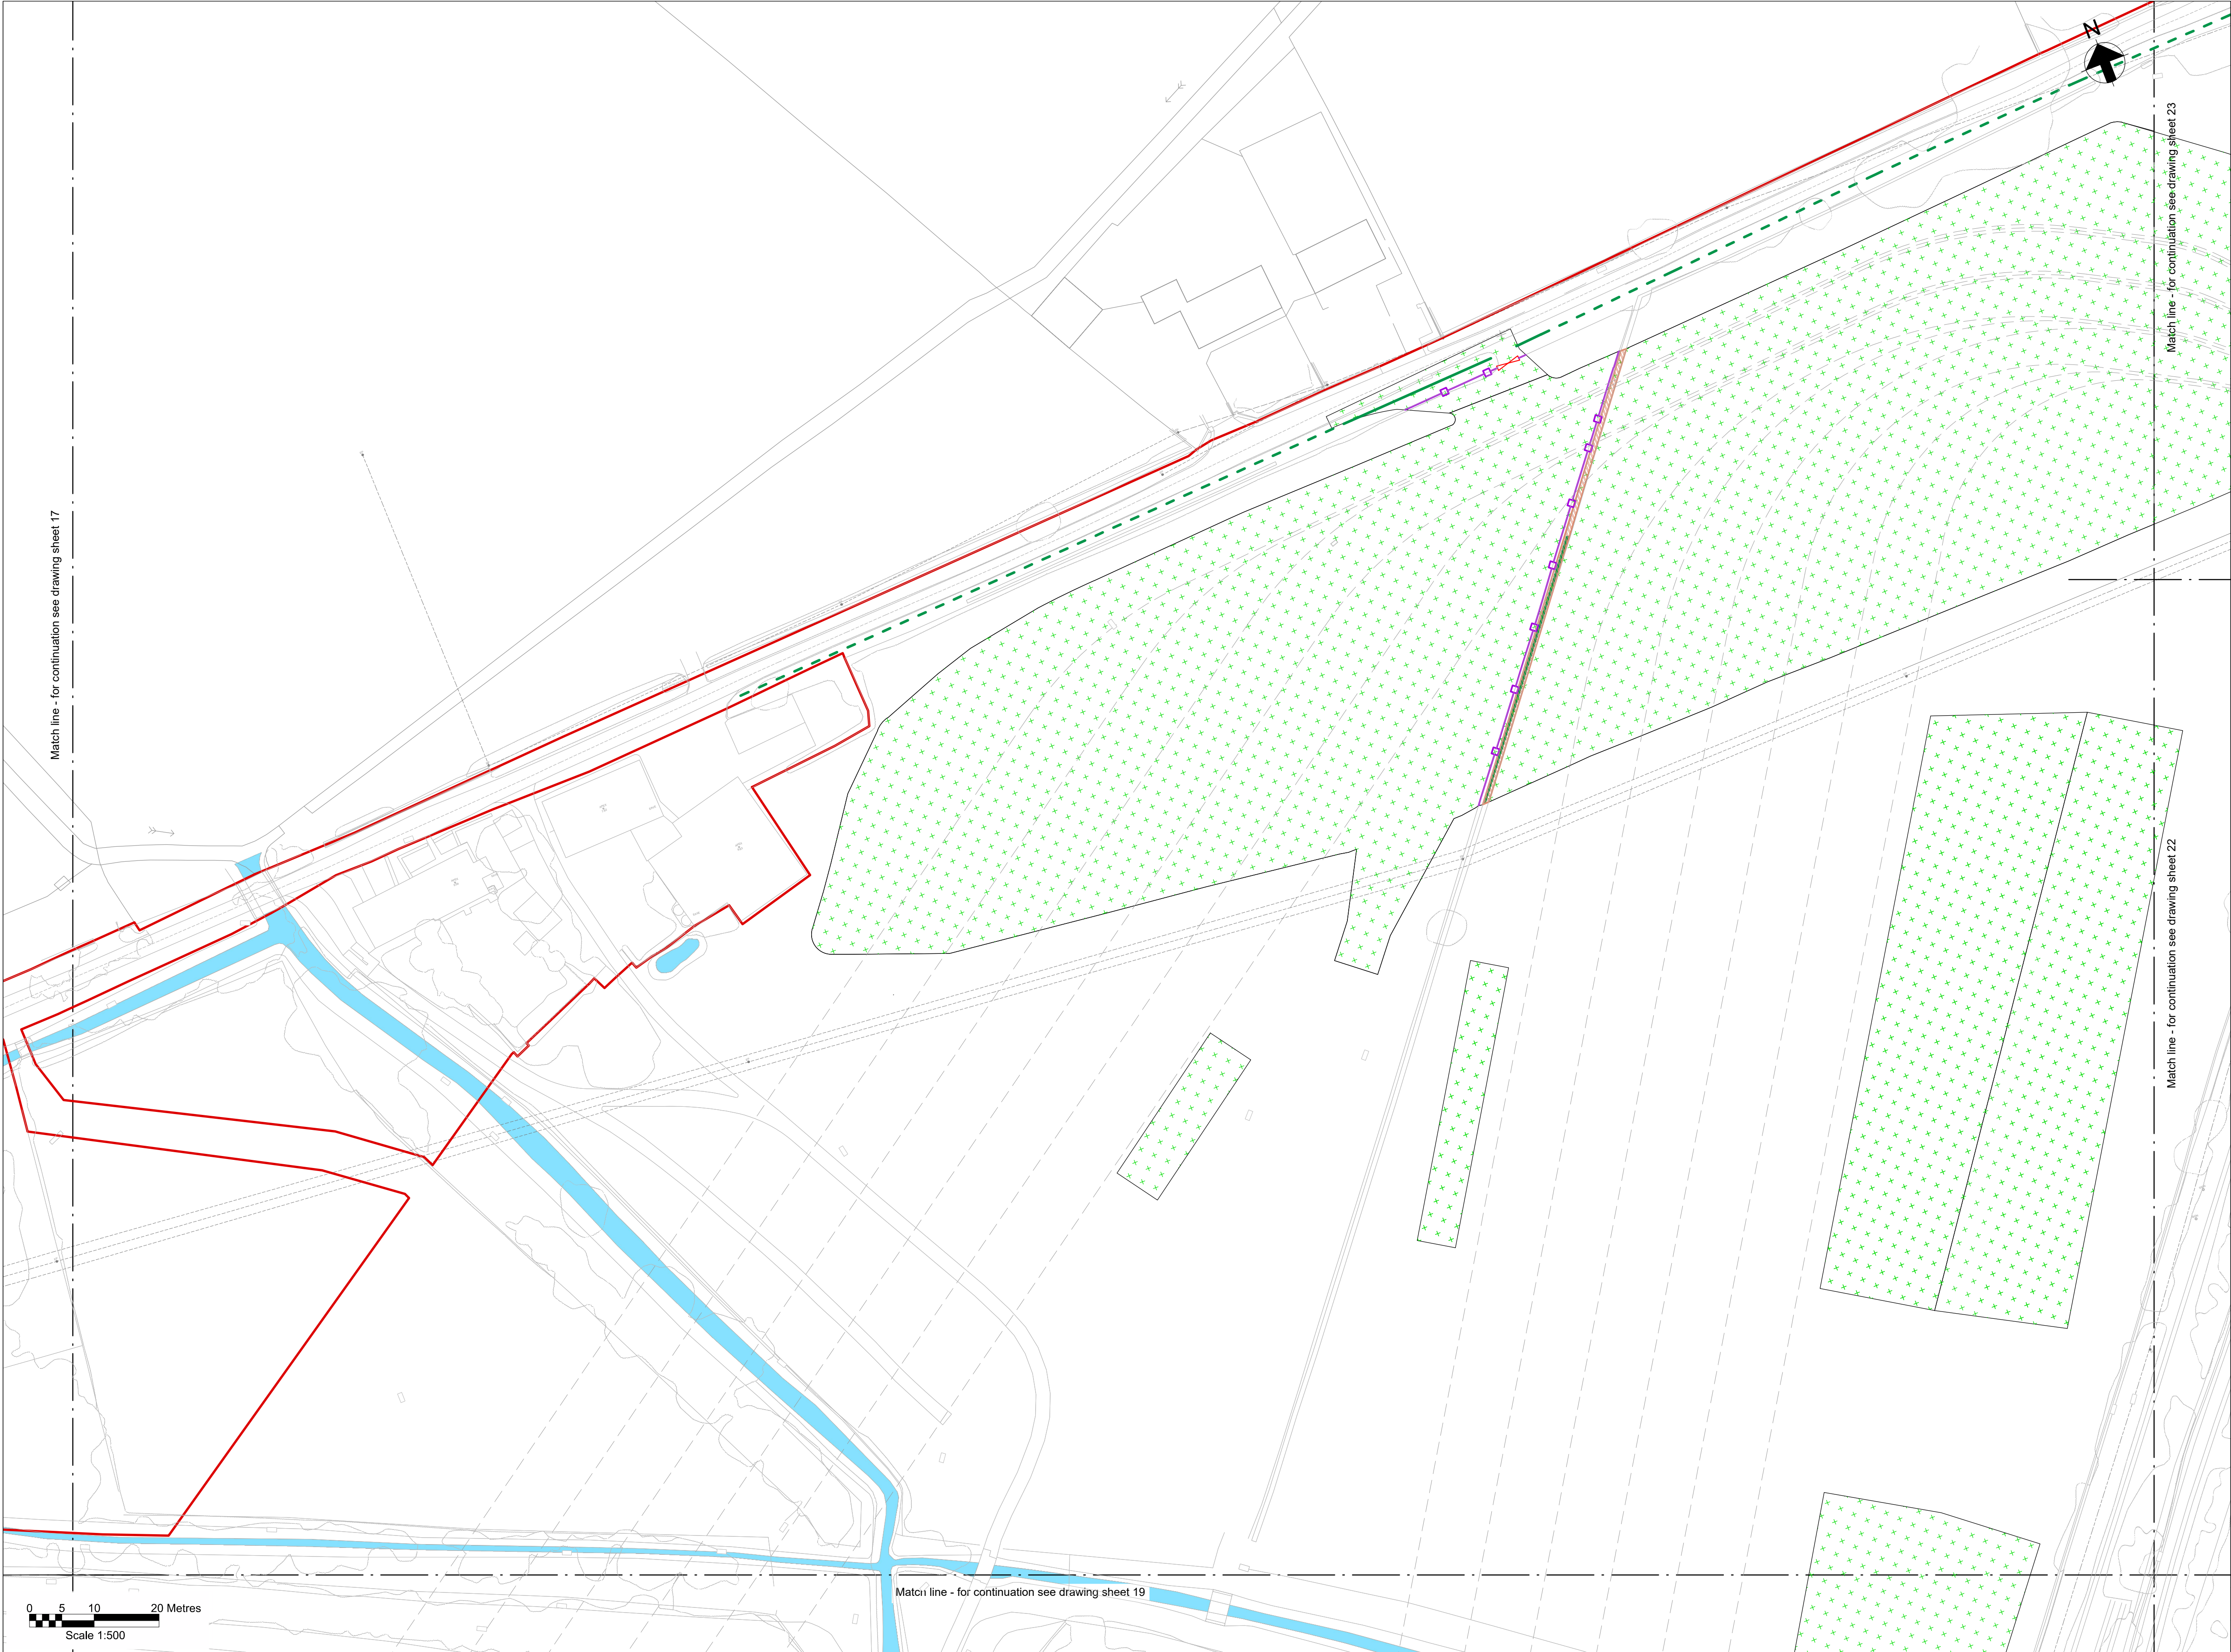 N
Match line - for continuation see drawing sheet 23
Match line - for continuation see drawing sheet 17
Match line - for continuation see drawing sheet 22
Match line - for continuation see drawing sheet 19
0 5 10 20 Metres
Scale 1:500